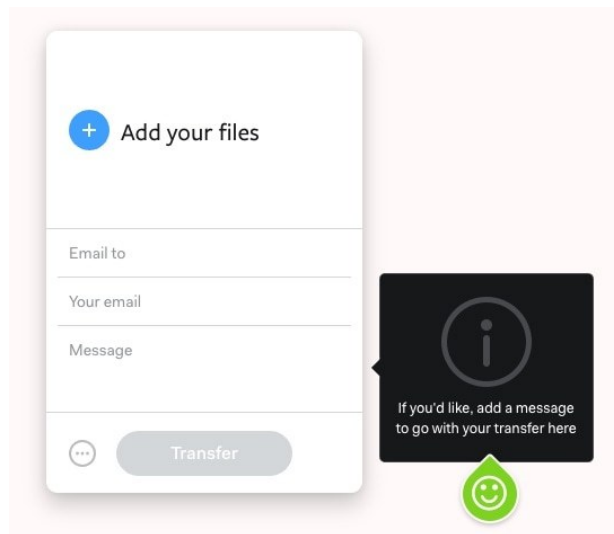 Add your files
Email to
Your email
Message
If you'd like, add a message
to go with your transfer here
Transfer